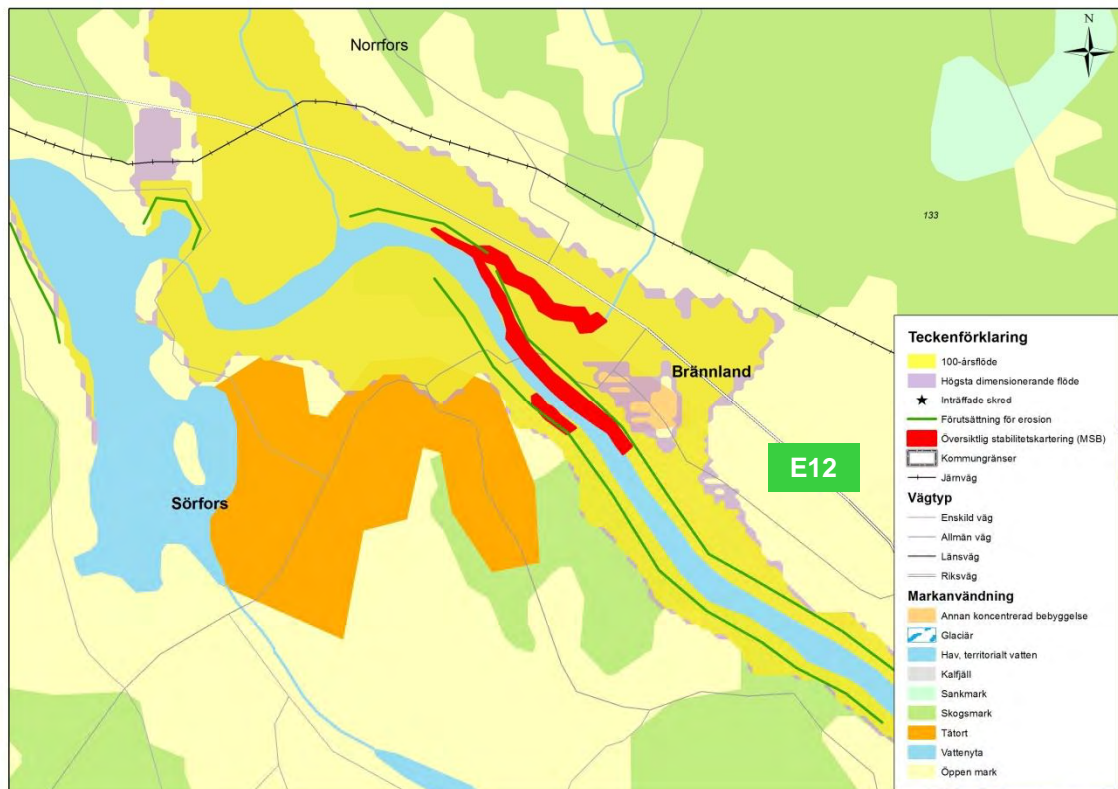 Norrfors
N
133
Brännland
E12
Sörfors
Teckenförklaring
100-årsflöde
Högsta dimensionerande flöde
Inträffade skred
Förutsättning för erosion
Översiktlig stabilitetskartering (MSB)
Kommungränser
Järnväg
Vägtyp
Enskild väg
Allmän väg
Länsväg
Riksväg
Markanvändning
Annan koncentrerad bebyggelse
Glaciär
Hav, territorialt vatten
Kalfjäll
Sankmark
Skogsmark
Tätort
Vattenyta
Öppen mark